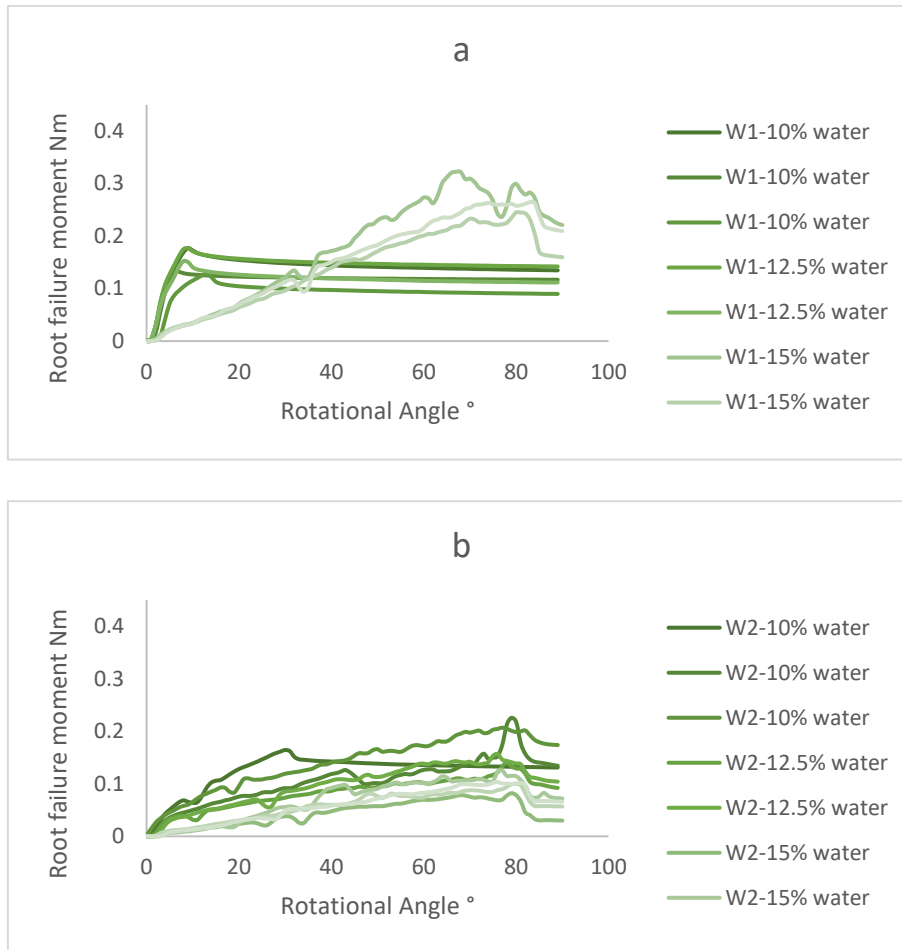 a
Root failure moment Nm
0.4
0.3
0.2
0.1
0
0
20
40
60
80
100
Rotational Angle °
W1-10% water
W1-10% water
W1-10% water
W1-12.5% water
W1-12.5% water
W1-15% water
W1-15% water
b
Root failure moment Nm
0.4
0.3
0.2
0.1
0
0
20
40
60
80
100
Rotational Angle °
W2-10% water
W2-10% water
W2-10% water
W2-12.5% water
W2-12.5% water
W2-15% water
W2-15% water